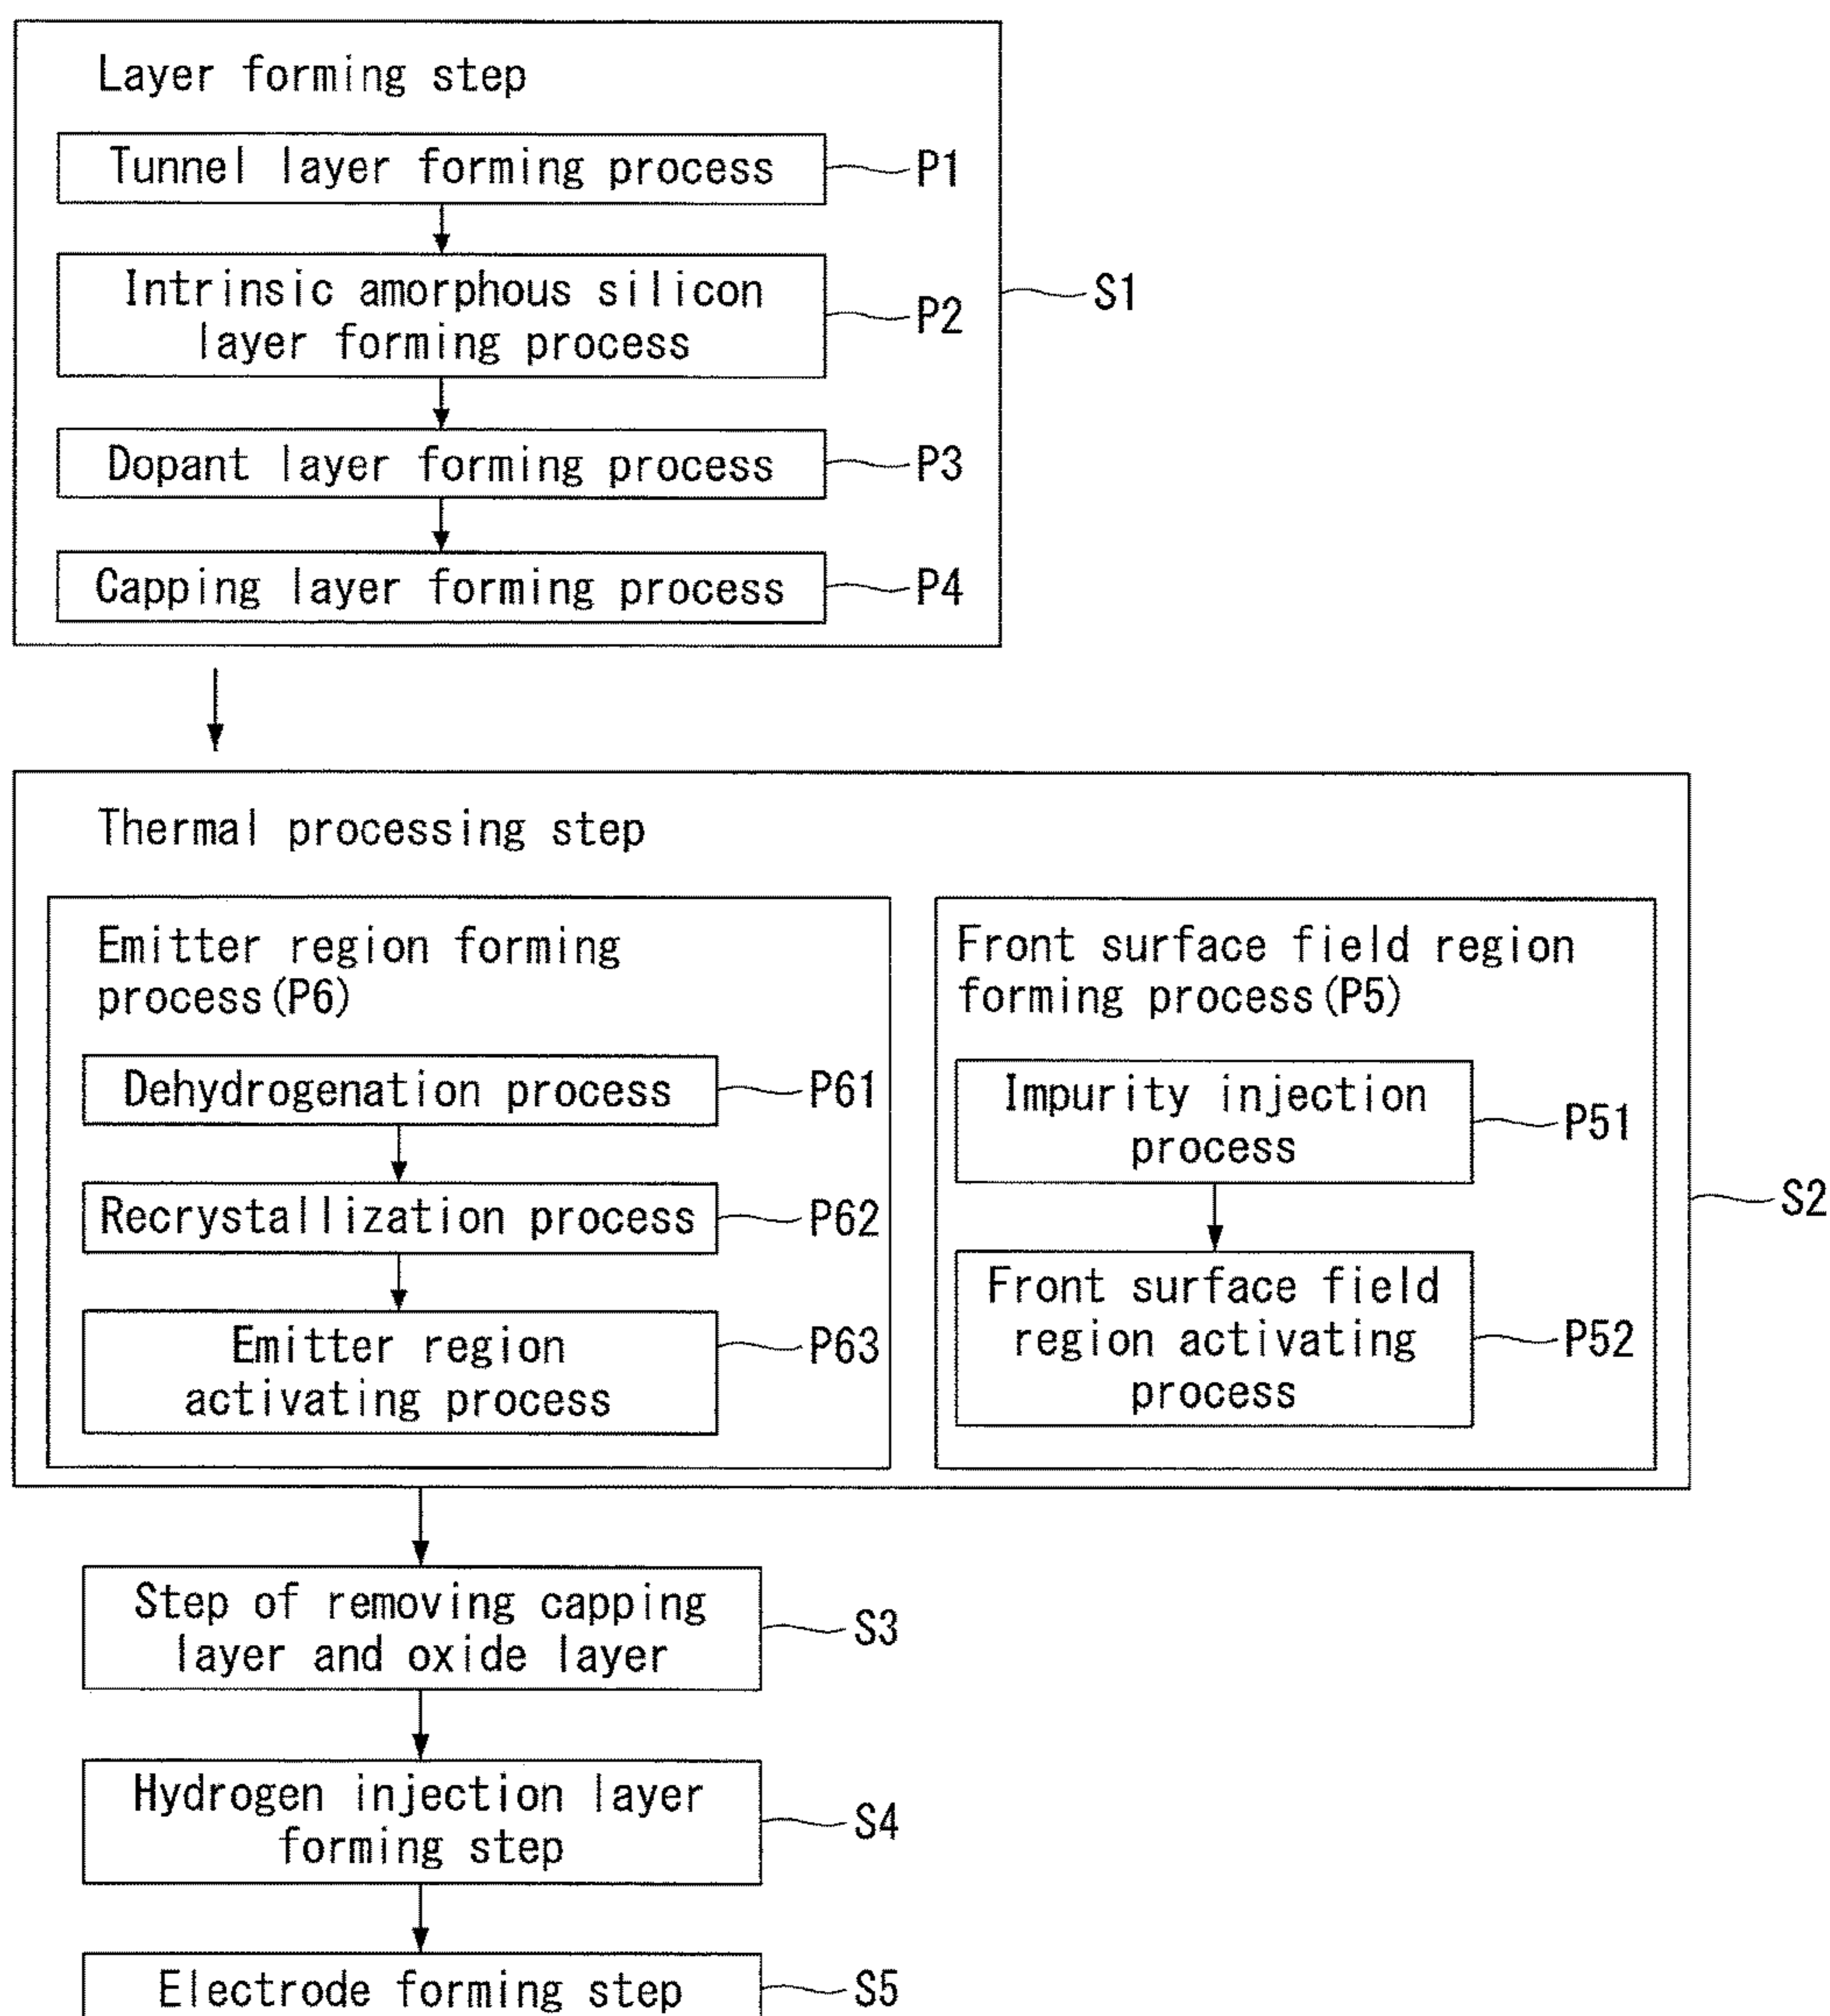 Layer forming step
Tunnel layer forming process
P1
Intrinsic amorphous silicon
layer forming process
P2
S1
Dopant layer forming process
P3
Capping layer forming process
P4
Thermal processing step
Emitter region forming
process(P6)
Dehydrogenation process
P61
Recrystallization process
P62
Emitter region
activating process
P63
Front surface field region
forming process(P5)
Impurity injection
process
P51
Front surface field
region activating
process
P52
S2
Step of removing capping
layer and oxide layer
S3
Hydrogen injection layer
forming step
S4
Electrode forming step
S5